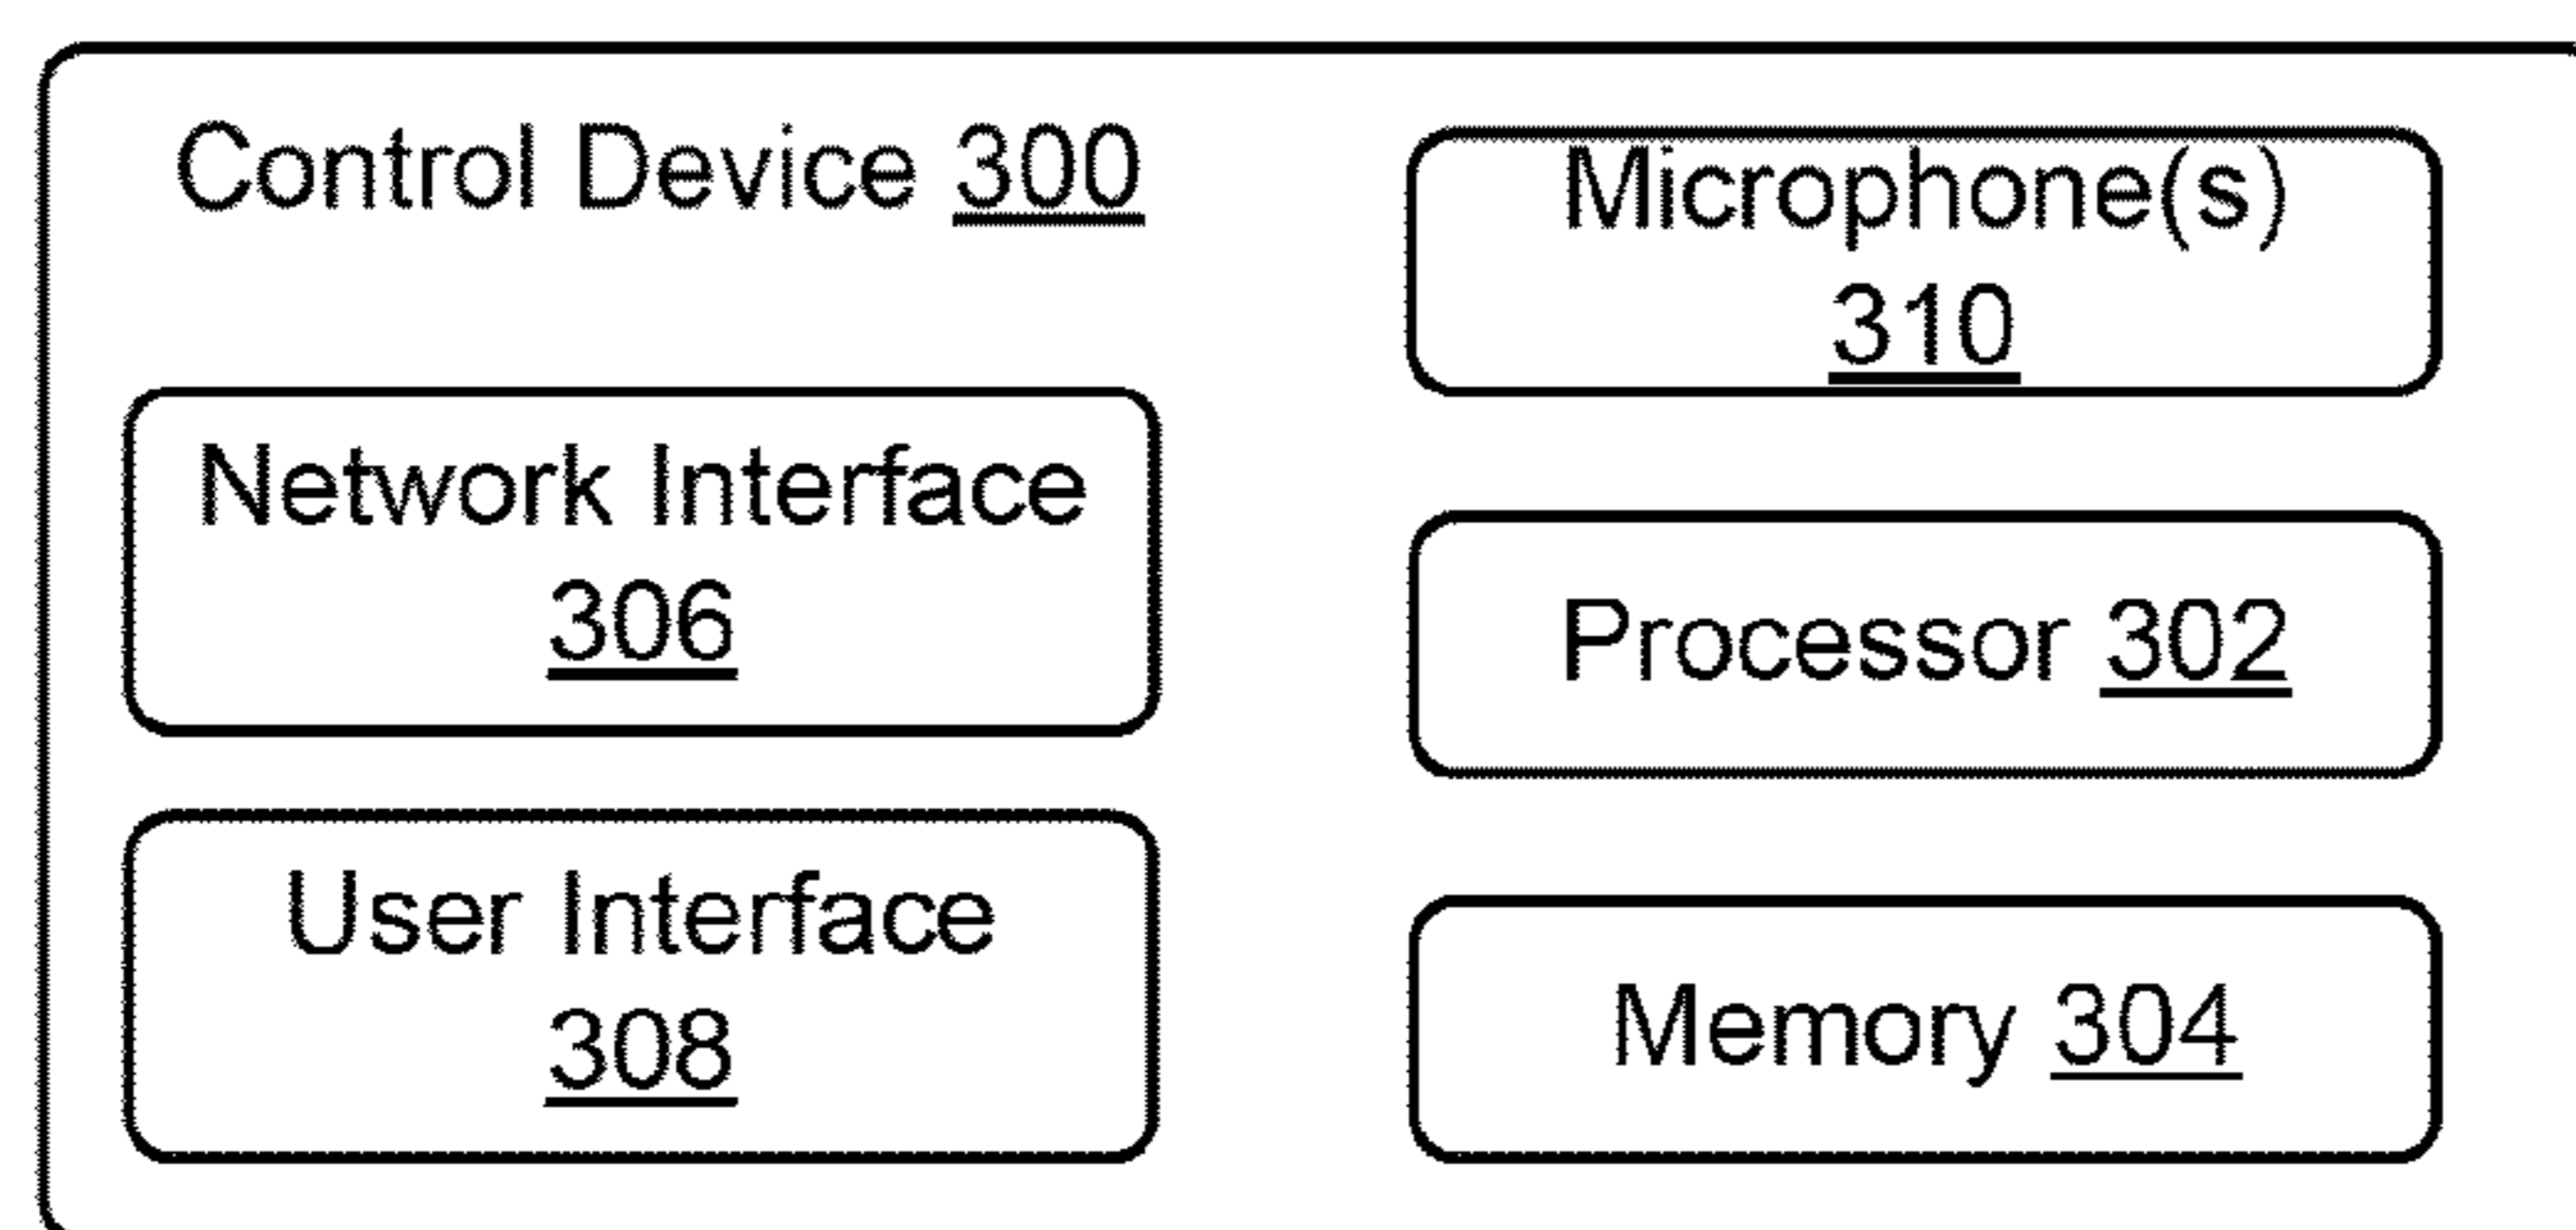 Control Device 300
Microphone(s)
310
Network Interface
306
Processor 302
User Interface
308
Memory 304